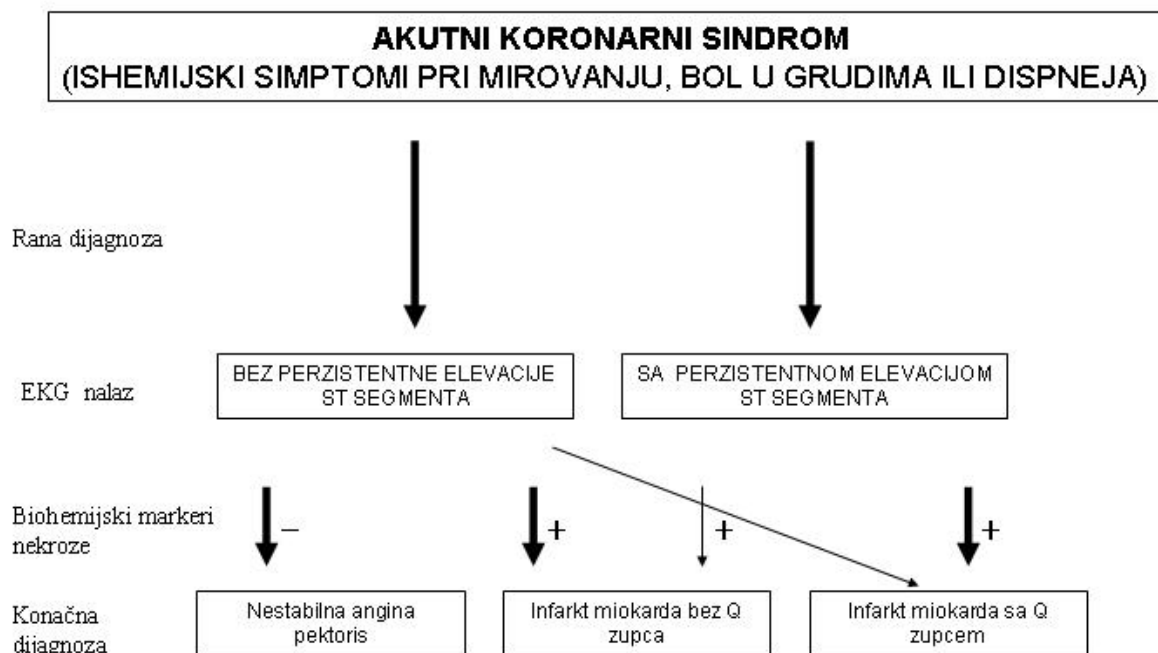 AKUTNI KORONARNI SINDROM
(ISHEMIJSKI SIMPTOMI PRI MIROVANJU, BOL U GRUDIMA ILI DISPNEJA)
Rana dijagnoza
EKG nalaz
BEZ PERZISTENTNE ELEVACIJE
ST SEGMENTA
SA PERZISTENTNOM ELEVACIJOM
ST SEGMENTA
Biohemijski markeri
nekroze
–
+
+
+
Konačna
dijagnoza
Nestabilna angina
pektoris
Infarkt miokarda bez Q
zupca
Infarkt miokarda sa Q
zupcem